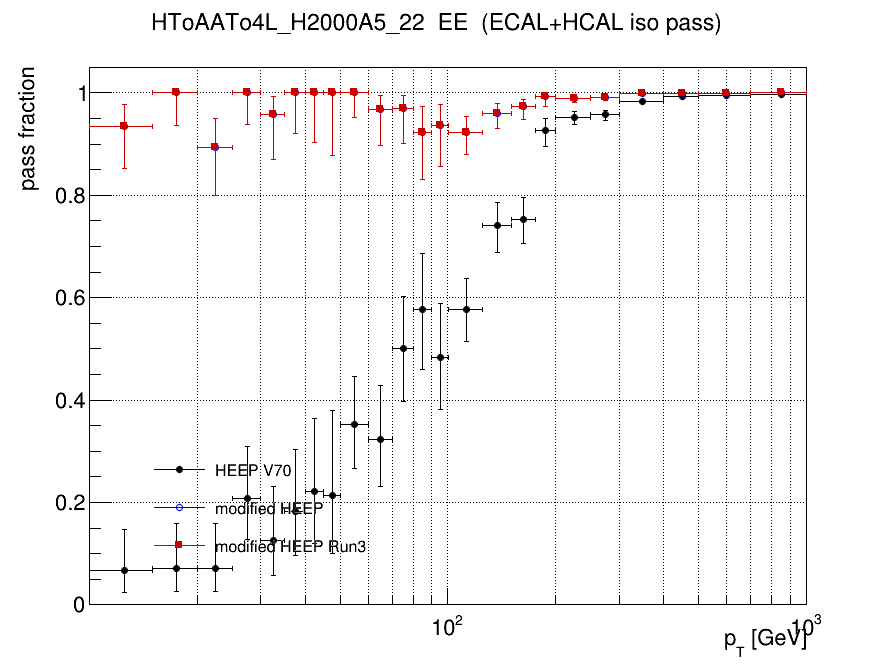 HToAATo4L_H2000A5_22 EE (ECAL+HCAL iso pass)
pass fraction
1
0.8
0.6
0.4
0.2
0
HEEP V70
modified HEEP
modified HEEP Run3
10²
10³
p_T [GeV]